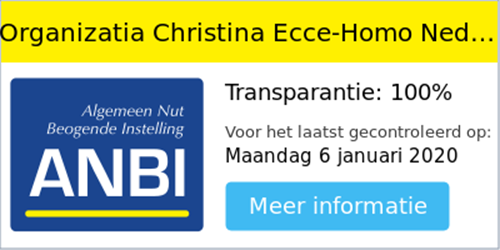 Organizatia Christina Ecce-Homo Ned...
Algemeen Nut
Beogende Instelling
ANBI
Transparantie: 100%
Voor het laatst gecontroleerd op:
Maandag 6 januari 2020
Meer informatie